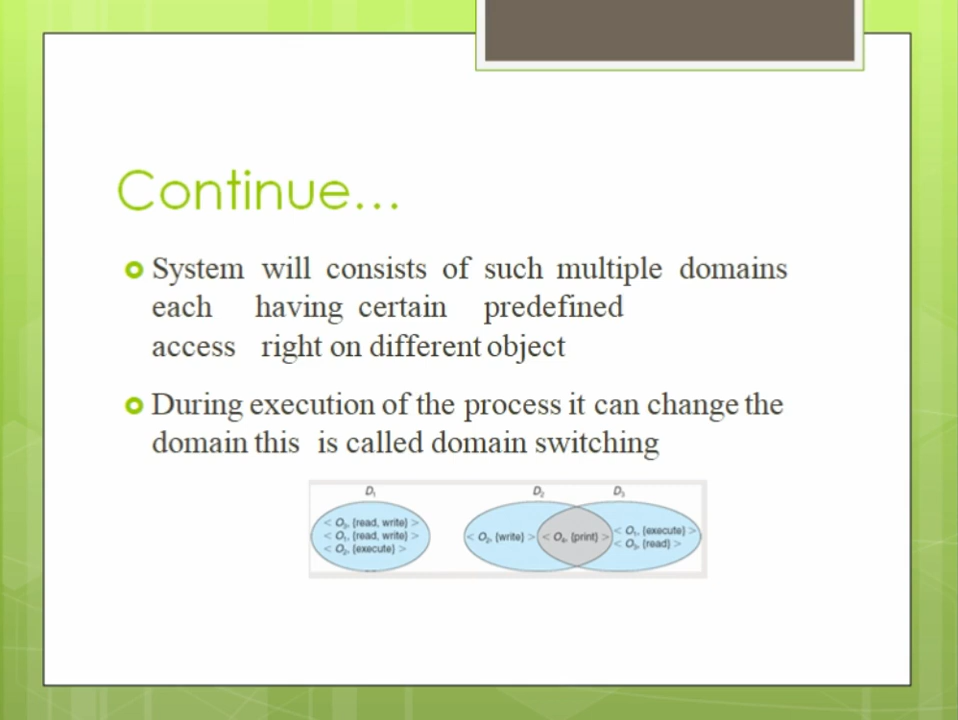 Continue…
System will consists of such multiple domains
each having certain predefined
access right on different object
During execution of the process it can change the
domain this is called domain switching
D₁ D₂ D₃
< O₃, {read, write} >
< O₁, {read, write} >
< O₂, {execute} >
< O₂, {write} > < O₄, {print} >
< O₁, {execute} >
< O₃, {read} >